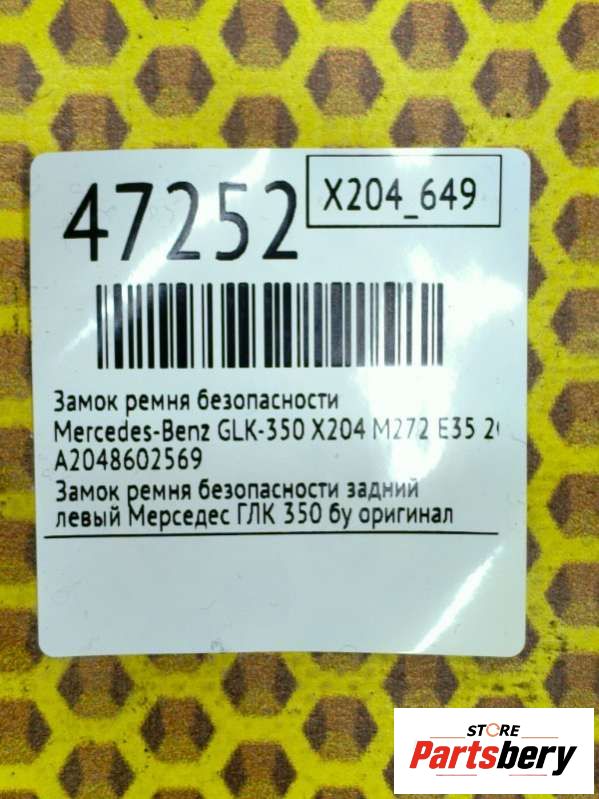 47252
X204_649
Замок ремня безопасности
Mercedes-Benz GLK-350 X204 M272 E35
A2048602569
Замок ремня безопасности задний
левый Мерседес ГЛК 350 бу оригинал
STORE
Partsbery